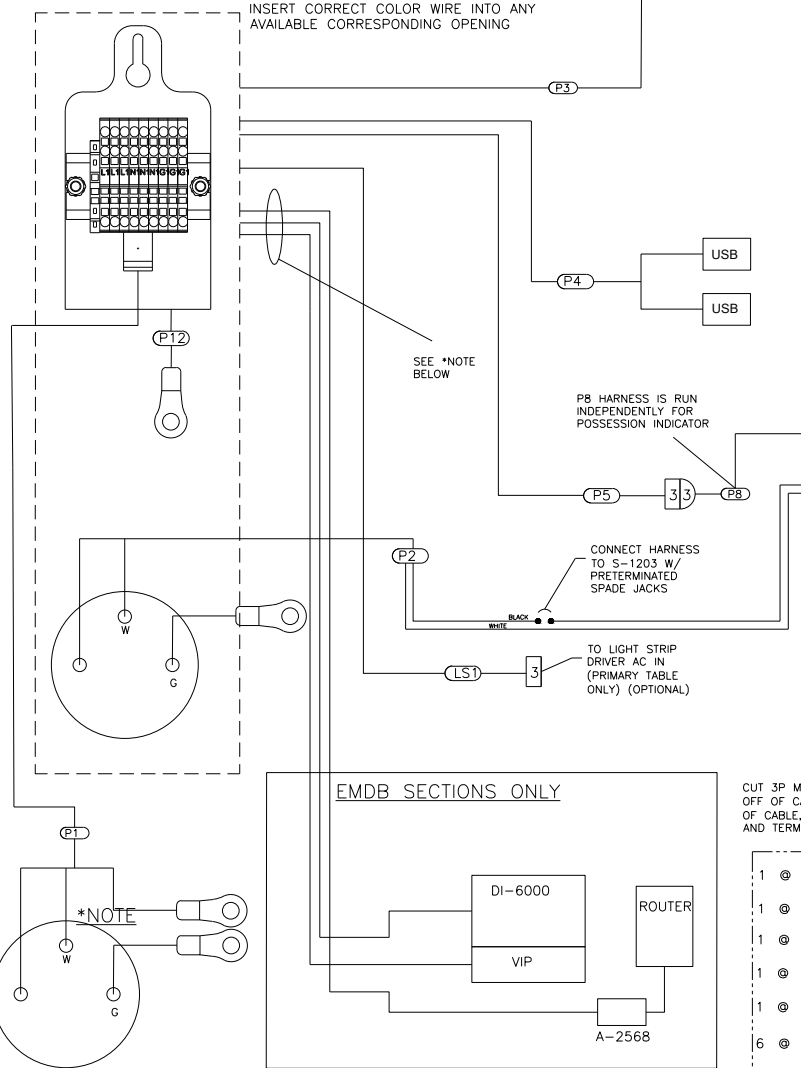 INSERT CORRECT COLOR WIRE INTO ANY
AVAILABLE CORRESPONDING OPENING
P3
L1L1L1N1N1N1G1G1G1
P4
USB
USB
P12
SEE *NOTE
BELOW
P8 HARNESS IS RUN
INDEPENDENTLY FOR
POSSESSION INDICATOR
P5
3 3
P8
P2
CONNECT HARNESS
TO S-1203 W/
PRETERMINATED
SPADE JACKS
BLACK
WHITE
W
G
LS1
3
TO LIGHT STRIP
DRIVER AC IN
(PRIMARY TABLE
ONLY) (OPTIONAL)
EMDB SECTIONS ONLY
CUT 3P M
OFF OF CA
OF CABLE,
AND TERM
P1
*NOTE
W
G
DI-6000
VIP
ROUTER
A-2568
1 @
1 @
1 @
1 @
1 @
6 @